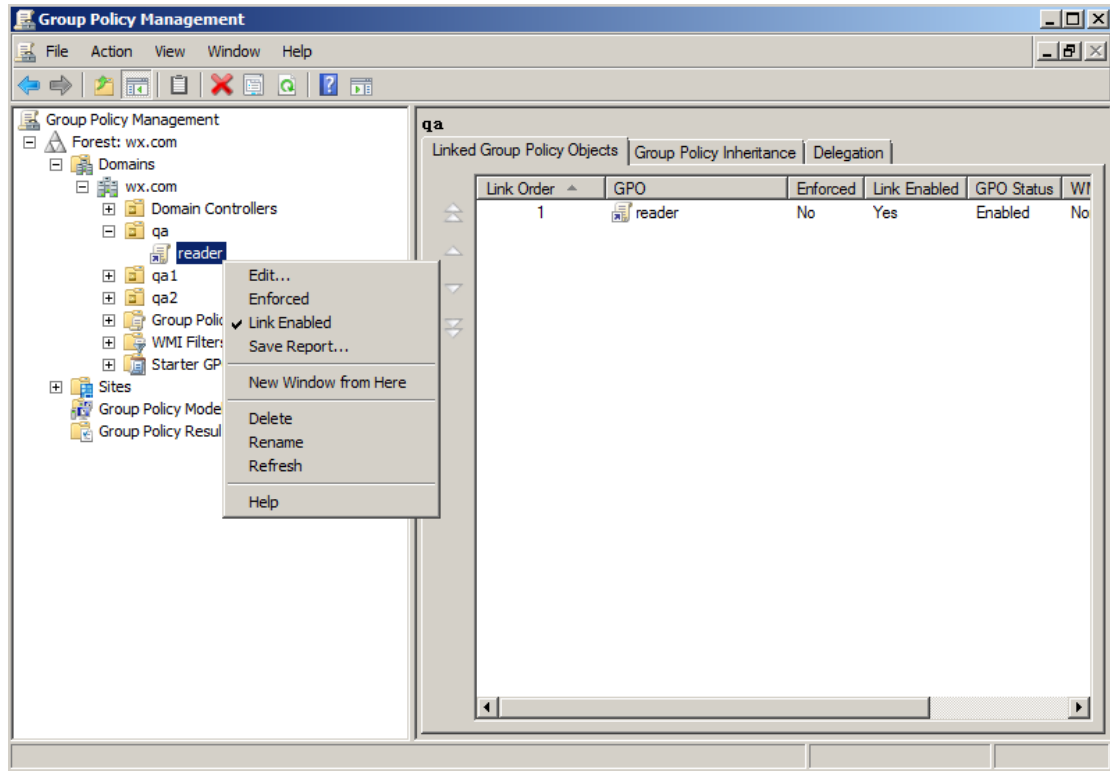 Group Policy Management
File Action View Window Help
Group Policy Management
Forest: wx.com
Domains
wx.com
Domain Controllers
qa
reader
qa1
qa2
Group Polic
WMI Filters
Starter GP
Sites
Group Policy Model
Group Policy Resul
Edit...
Enforced
Link Enabled
Save Report...
New Window from Here
Delete
Rename
Refresh
Help
qa
Linked Group Policy Objects Group Policy Inheritance Delegation
Link Order GPO Enforced Link Enabled GPO Status WM
1 reader No Yes Enabled No